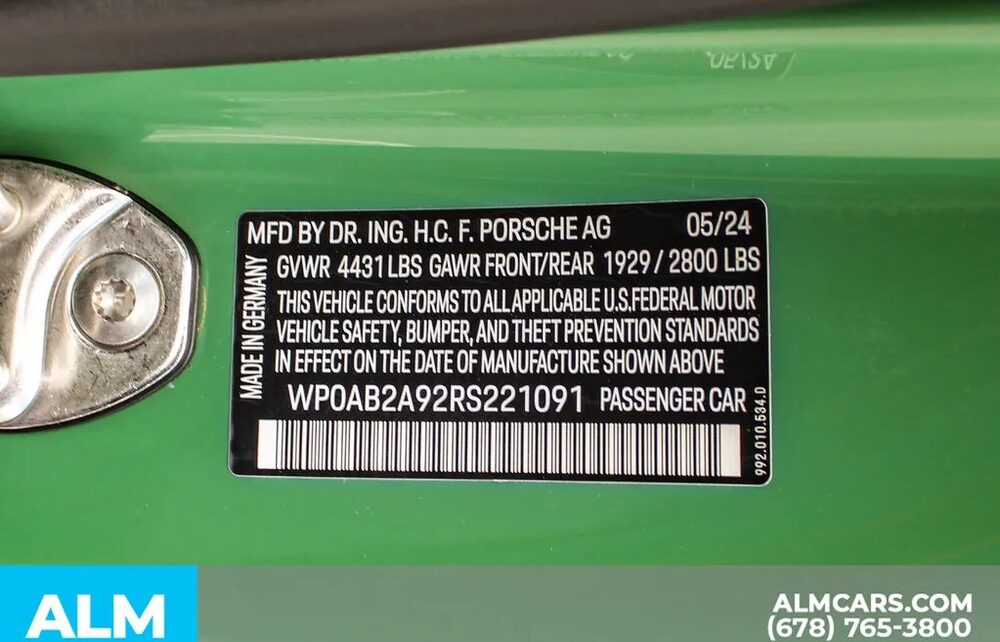 MFD BY DR. ING. H.C. F. PORSCHE AG 05/24
GVWR 4431 LBS GAWR FRONT/REAR 1929 / 2800 LBS
THIS VEHICLE CONFORMS TO ALL APPLICABLE U.S.FEDERAL MOTOR
VEHICLE SAFETY, BUMPER, AND THEFT PREVENTION STANDARDS
IN EFFECT ON THE DATE OF MANUFACTURE SHOWN ABOVE
MADE IN GERMANY
WP0AB2A92RS221091 PASSENGER CAR
992.010.534.D
ALM
ALMCARS.COM
(678) 765-3800